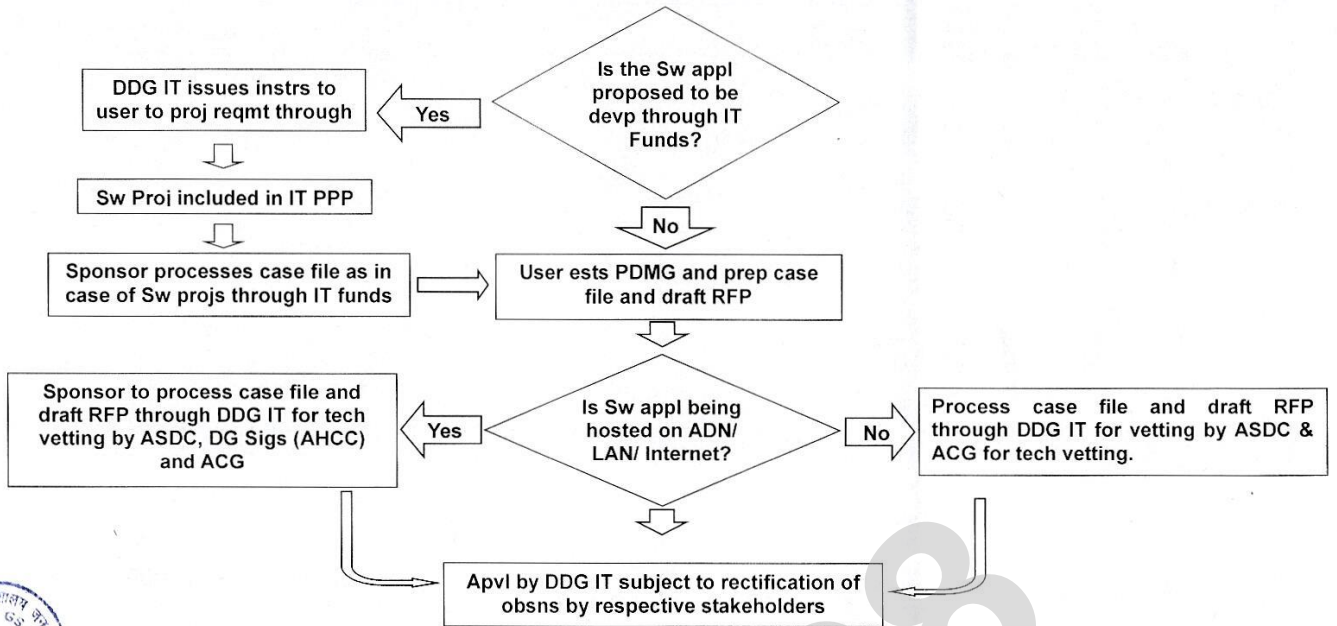 Is the Sw appl
proposed to be
devp through IT
Funds?
Yes
DDG IT issues instrs to
user to proj reqmt through
Sw Proj included in IT PPP
No
Sponsor processes case file as in
case of Sw projs through IT funds
User ests PDMG and prep case
file and draft RFP
Is Sw appl being
hosted on ADN/
LAN/ Internet?
Yes
Sponsor to process case file and
draft RFP through DDG IT for tech
vetting by ASDC, DG Sigs (AHCC)
and ACG
No
Process case file and draft RFP
through DDG IT for vetting by ASDC &
ACG for tech vetting.
Apvl by DDG IT subject to rectification of
obsns by respective stakeholders
GS